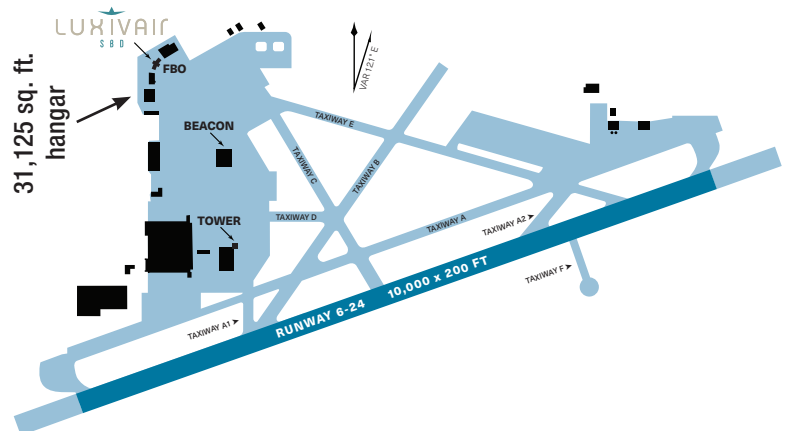 LUXIVAIR
SBD
FBO
31,125 sq. ft.
hangar
VAR 12.1° E
BEACON
TAXIWAY E
TAXIWAY C
TAXIWAY B
TOWER
TAXIWAY D
TAXIWAY A
TAXIWAY A2
TAXIWAY F
TAXIWAY A1
RUNWAY 6-24 10,000 x 200 FT